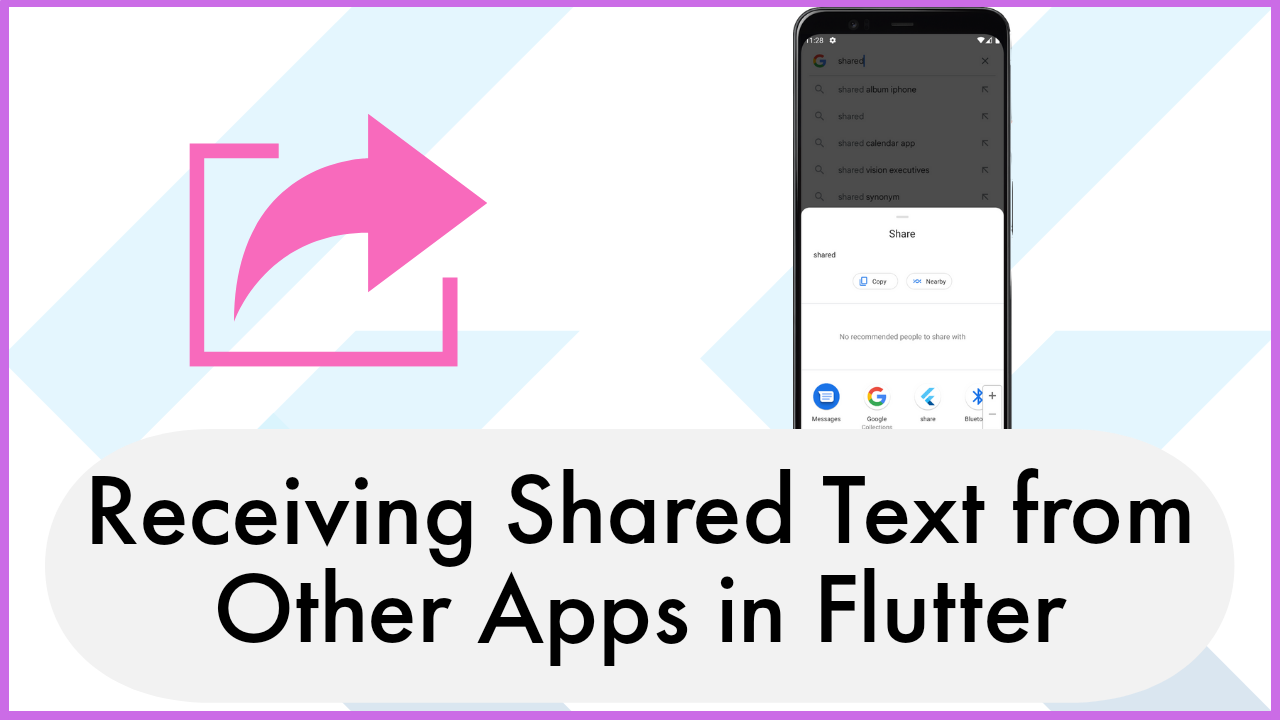 11:28
shared
shared album iphone
shared
shared calendar app
shared vision executives
shared synonym
Share
shared
Copy Nearby
No recommended people to share with
Messages Google share
Collections
Receiving Shared Text from
Other Apps in Flutter